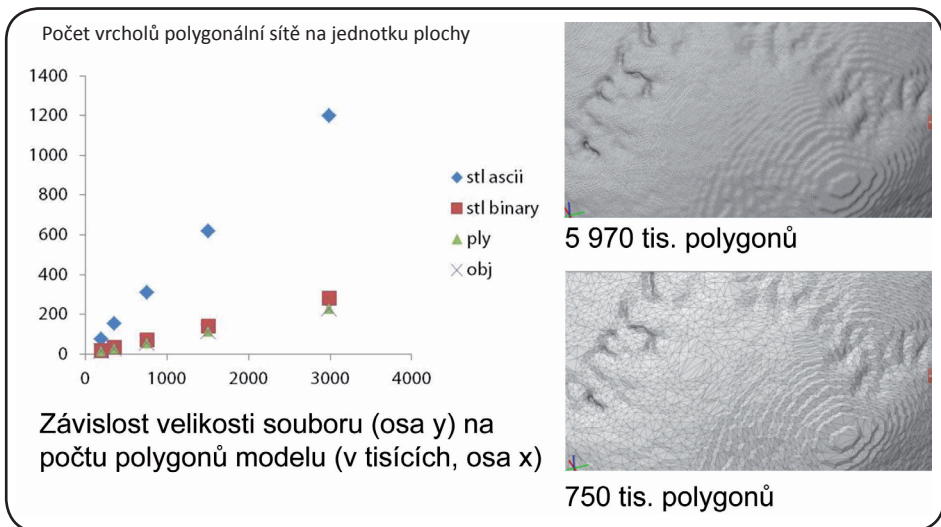 Počet vrcholů polygonální sítě na jednotku plochy
1400
1200
1000
800
600
400
200
0
0 1000 2000 3000 4000
stl ascii
stl binary
ply
obj
Závislost velikosti souboru (osa y) na
počtu polygonů modelu (v tisících, osa x)
5 970 tis. polygonů
750 tis. polygonů